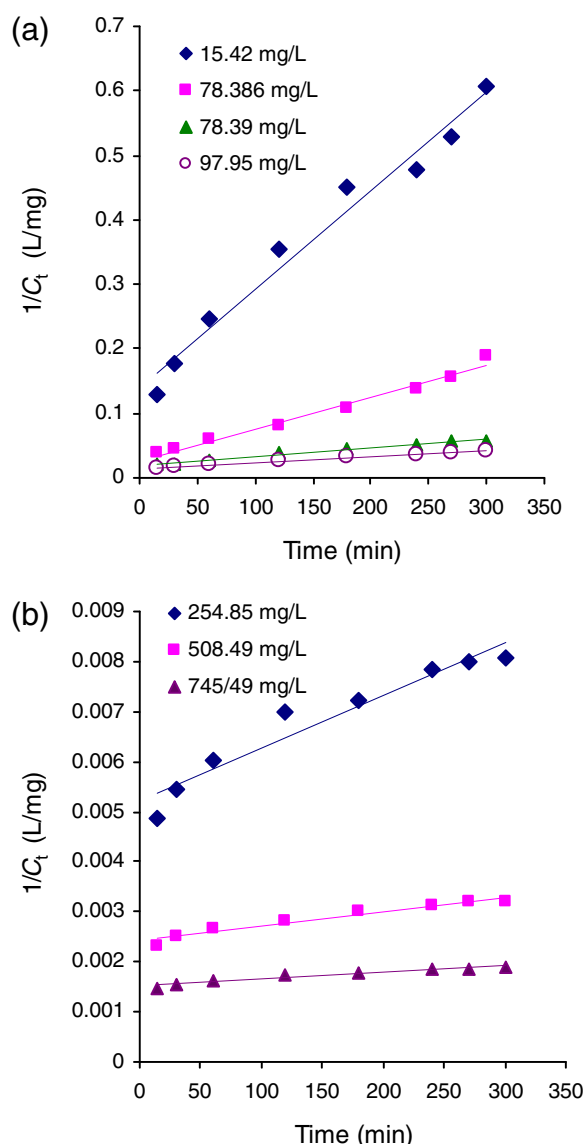 (a)
0.7
0.6
0.5
0.4
0.3
0.2
0.1
0
1/Ct (L/mg)
15.42 mg/L
78.386 mg/L
78.39 mg/L
97.95 mg/L
0 50 100 150 200 250 300 350
Time (min)
(b)
0.009
0.008
0.007
0.006
0.005
0.004
0.003
0.002
0.001
0
1/Ct (L/mg)
254.85 mg/L
508.49 mg/L
745/49 mg/L
0 50 100 150 200 250 300 350
Time (min)